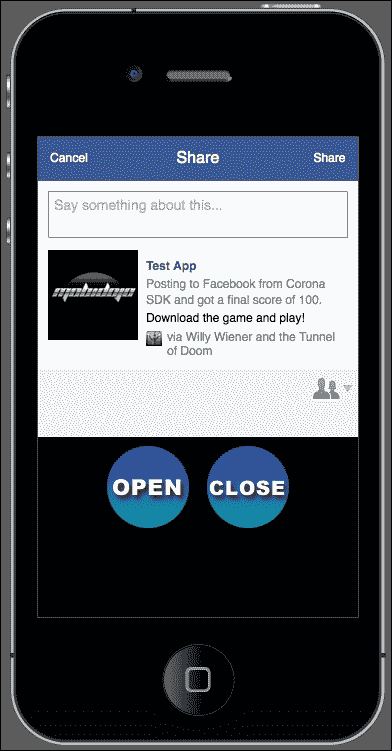 Cancel
Share
Share
Say something about this...
mobidojo
Test App
Posting to Facebook from Corona
SDK and got a final score of 100.
Download the game and play!
via Willy Wiener and the Tunnel
of Doom
OPEN
CLOSE